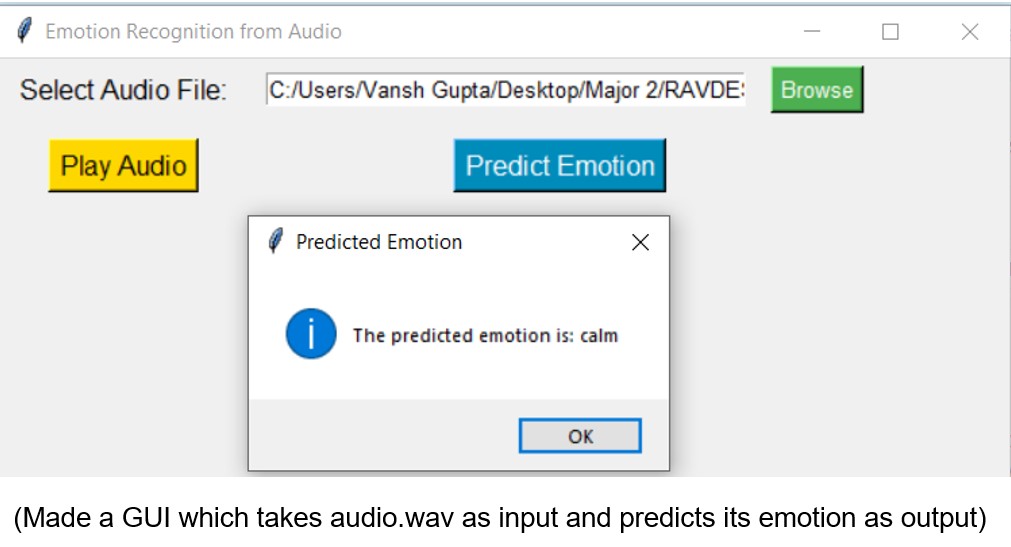 Emotion Recognition from Audio
Select Audio File: C:/Users/Vansh Gupta/Desktop/Major 2/RAVDES Browse
Play Audio Predict Emotion
Predicted Emotion
The predicted emotion is: calm
OK
(Made a GUI which takes audio.wav as input and predicts its emotion as output)